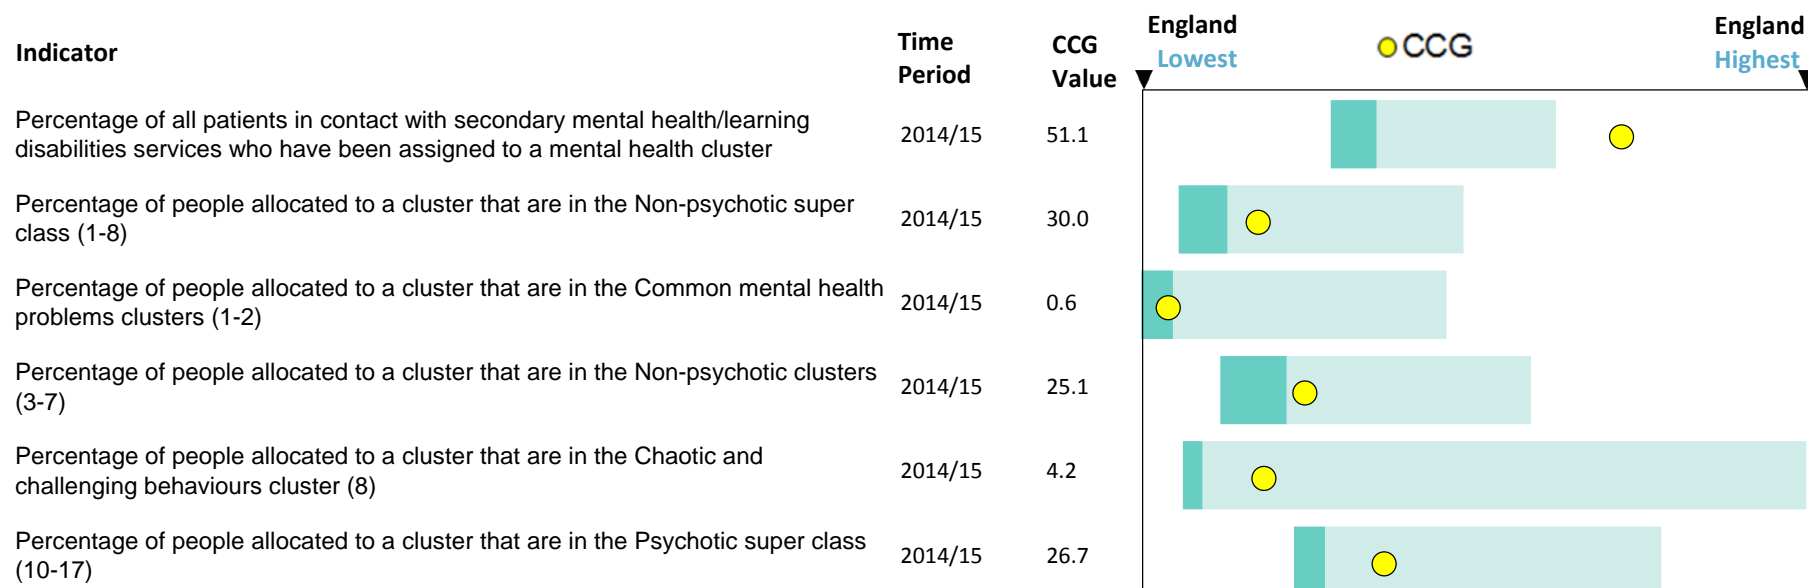 Indicator
Time Period
CCG Value
England Lowest
CCG
England Highest
Percentage of all patients in contact with secondary mental health/learning
disabilities services who have been assigned to a mental health cluster
2014/15
51.1
Percentage of people allocated to a cluster that are in the Non-psychotic super
class (1-8)
2014/15
30.0
Percentage of people allocated to a cluster that are in the Common mental health
problems clusters (1-2)
2014/15
0.6
Percentage of people allocated to a cluster that are in the Non-psychotic clusters
(3-7)
2014/15
25.1
Percentage of people allocated to a cluster that are in the Chaotic and
challenging behaviours cluster (8)
2014/15
4.2
Percentage of people allocated to a cluster that are in the Psychotic super class
(10-17)
2014/15
26.7